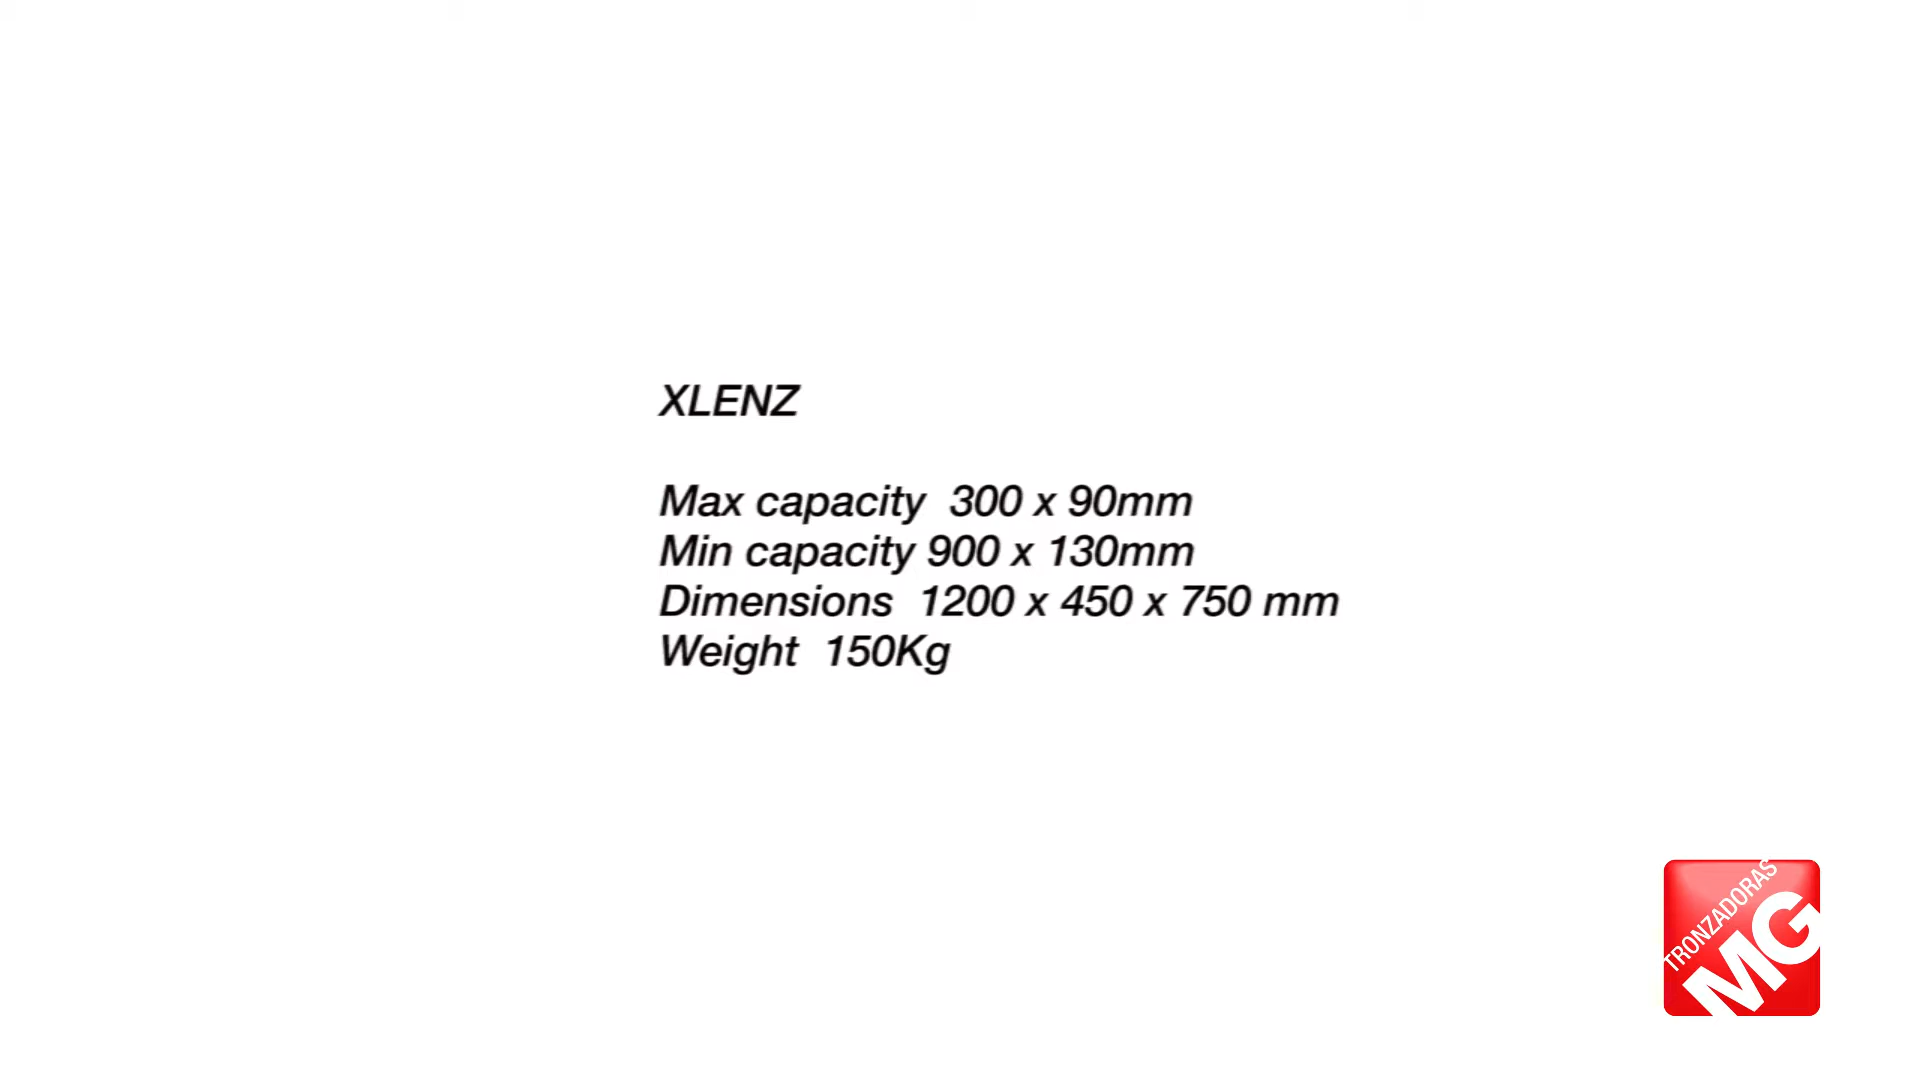 XLENZ
Max capacity  300 x 90mm
Min capacity 900 x 130mm
Dimensions  1200 x 450 x 750 mm
Weight  150Kg
TRONZADORAS
MG